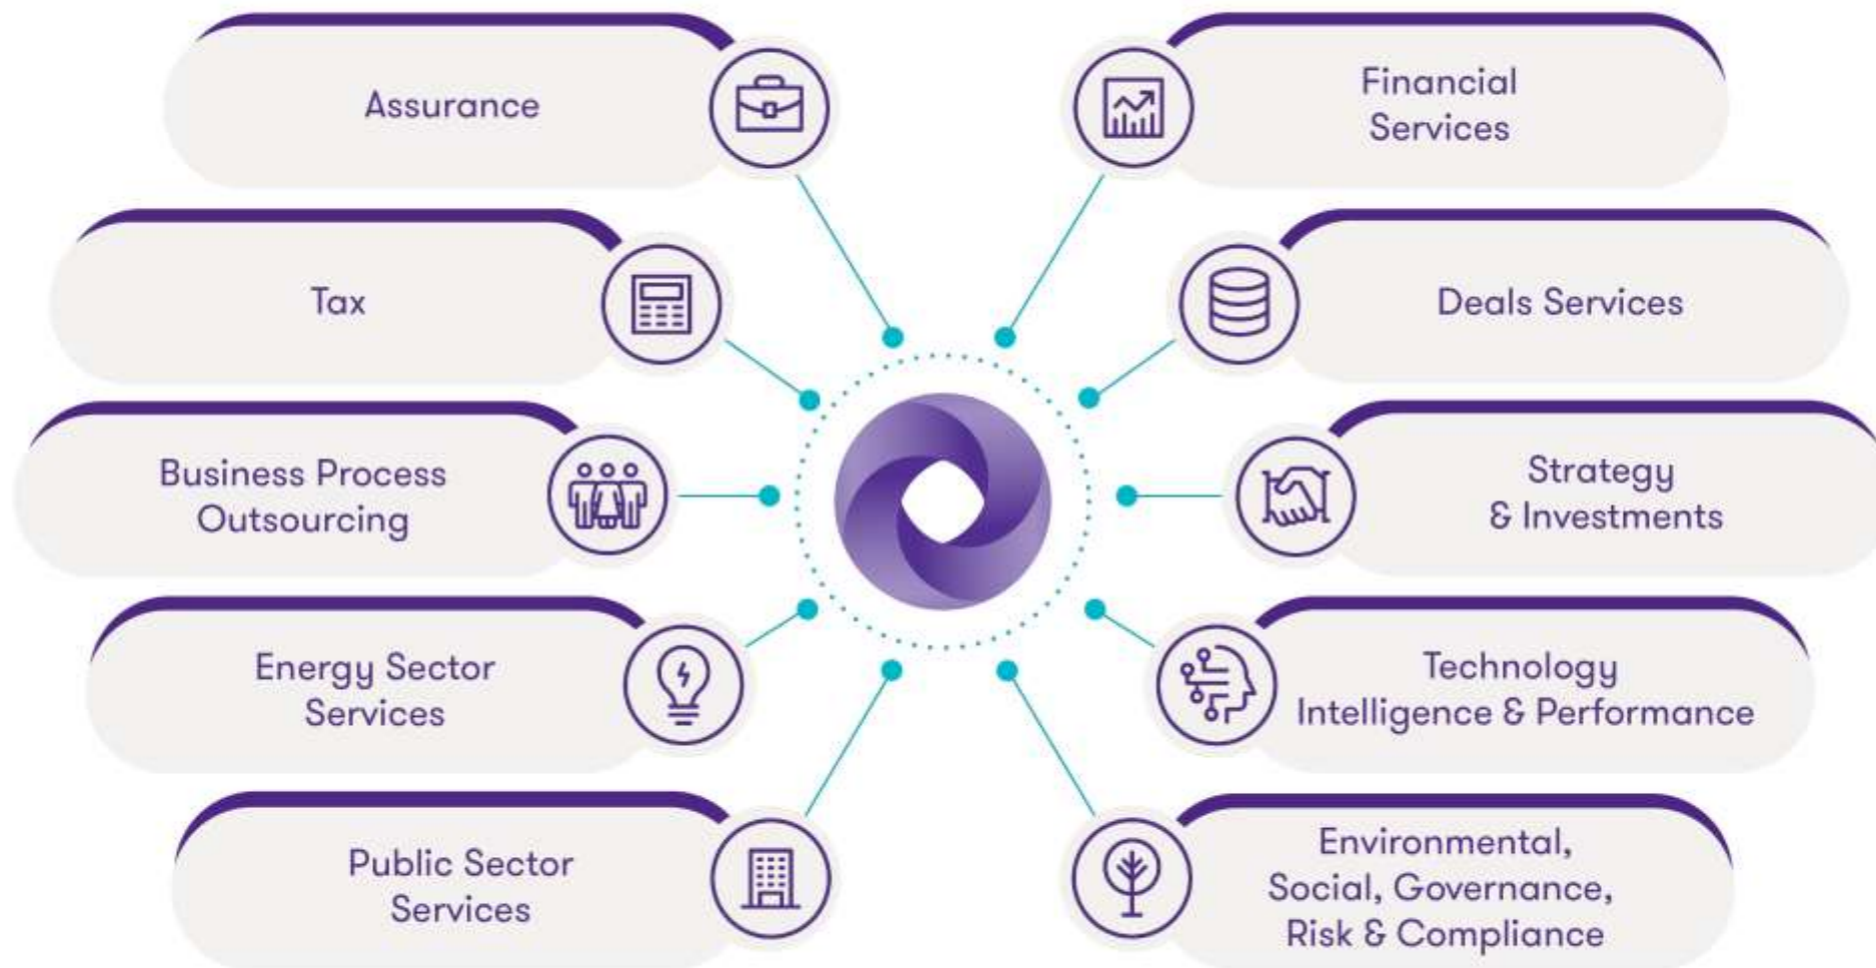 Assurance
Tax
Business Process
Outsourcing
Energy Sector
Services
Public Sector
Services
Financial
Services
Deals Services
Strategy
& Investments
Technology
Intelligence & Performance
Environmental,
Social, Governance,
Risk & Compliance